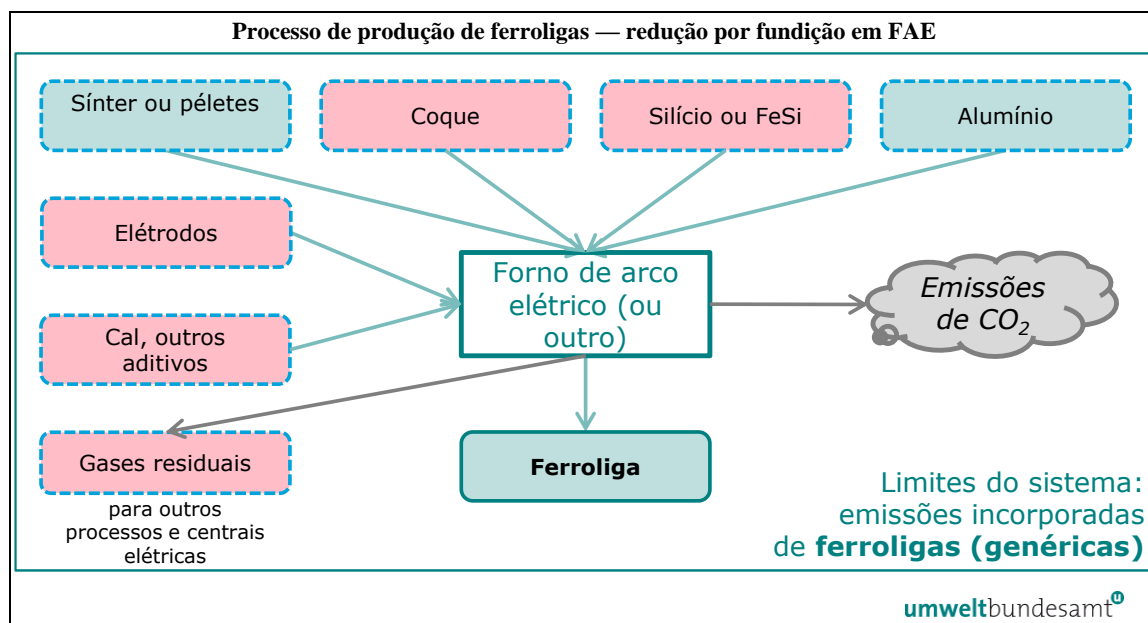 Processo de produção de ferroligas — redução por fundição em FAE
Sínter ou péletes
Coque
Silício ou FeSi
Alumínio
Elétrodos
Forno de arco
elétrico (ou
outro)
Emissões
de CO2
Cal, outros
aditivos
Gases residuais
para outros
processos e centrais
elétricas
Ferroliga
Limites do sistema:
emissões incorporadas
de ferroligas (genéricas)
umweltbundesamt u